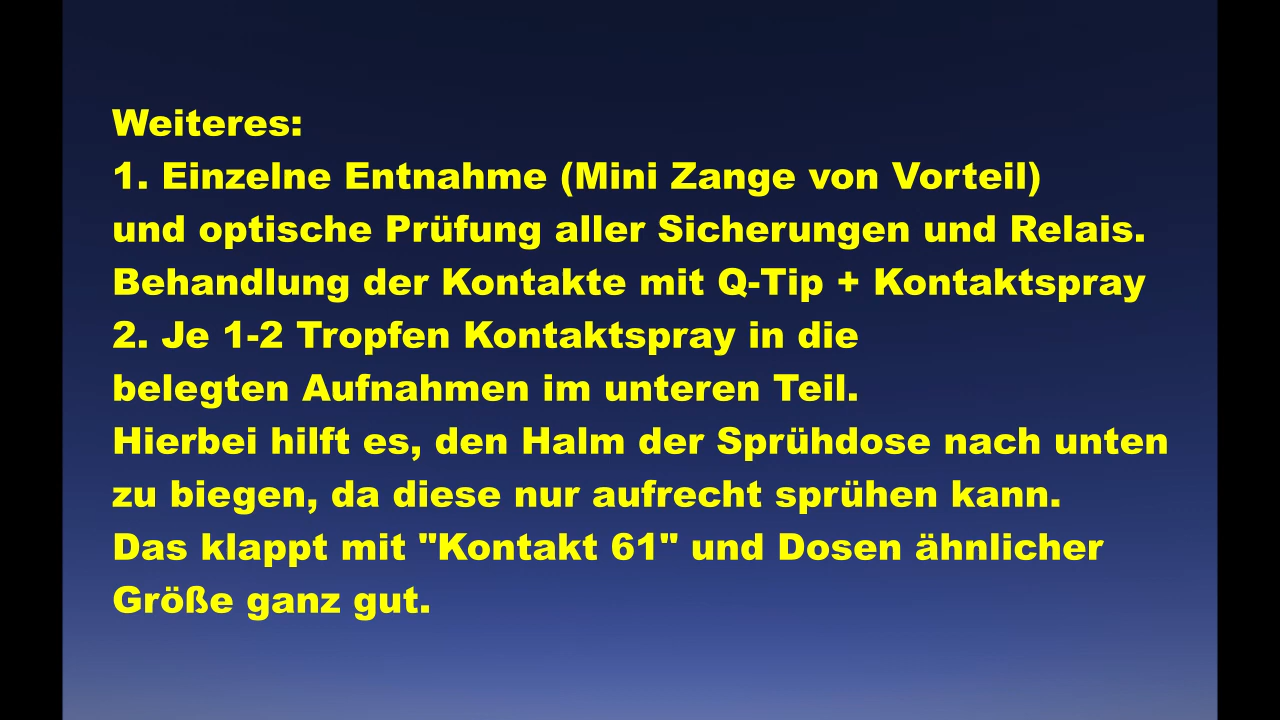 Weiteres:
1. Einzelne Entnahme (Mini Zange von Vorteil)
und optische Prüfung aller Sicherungen und Relais.
Behandlung der Kontakte mit Q-Tip + Kontaktspray
2. Je 1-2 Tropfen Kontaktspray in die
belegten Aufnahmen im unteren Teil.
Hierbei hilft es, den Halm der Sprühdose nach unten
zu biegen, da diese nur aufrecht sprühen kann.
Das klappt mit "Kontakt 61" und Dosen ähnlicher
Größe ganz gut.